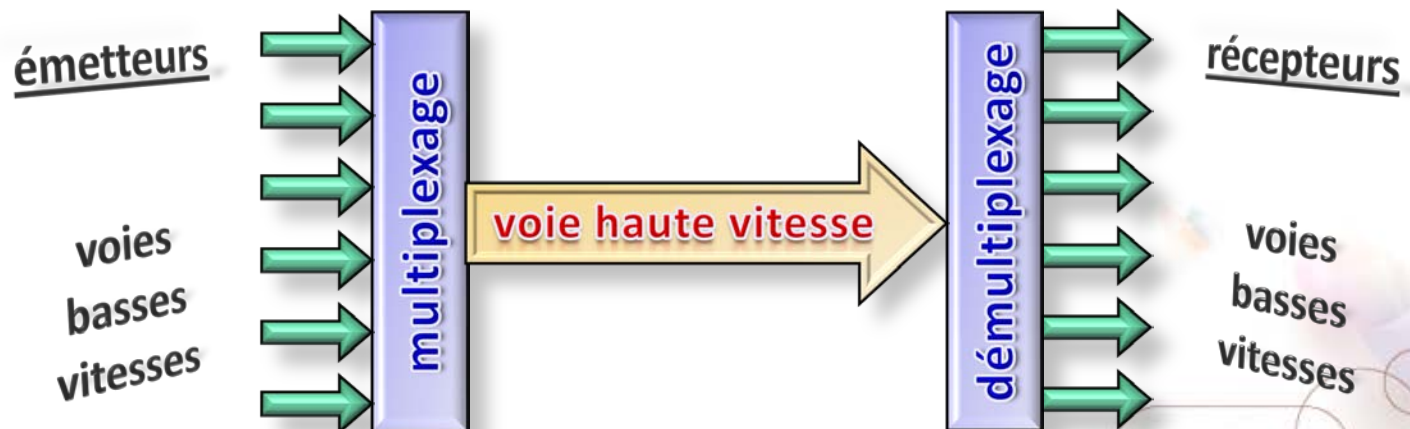 émetteurs
voies
basses
vitesses
multiplexage
voie haute vitesse
démultiplexage
récepteurs
voies
basses
vitesses